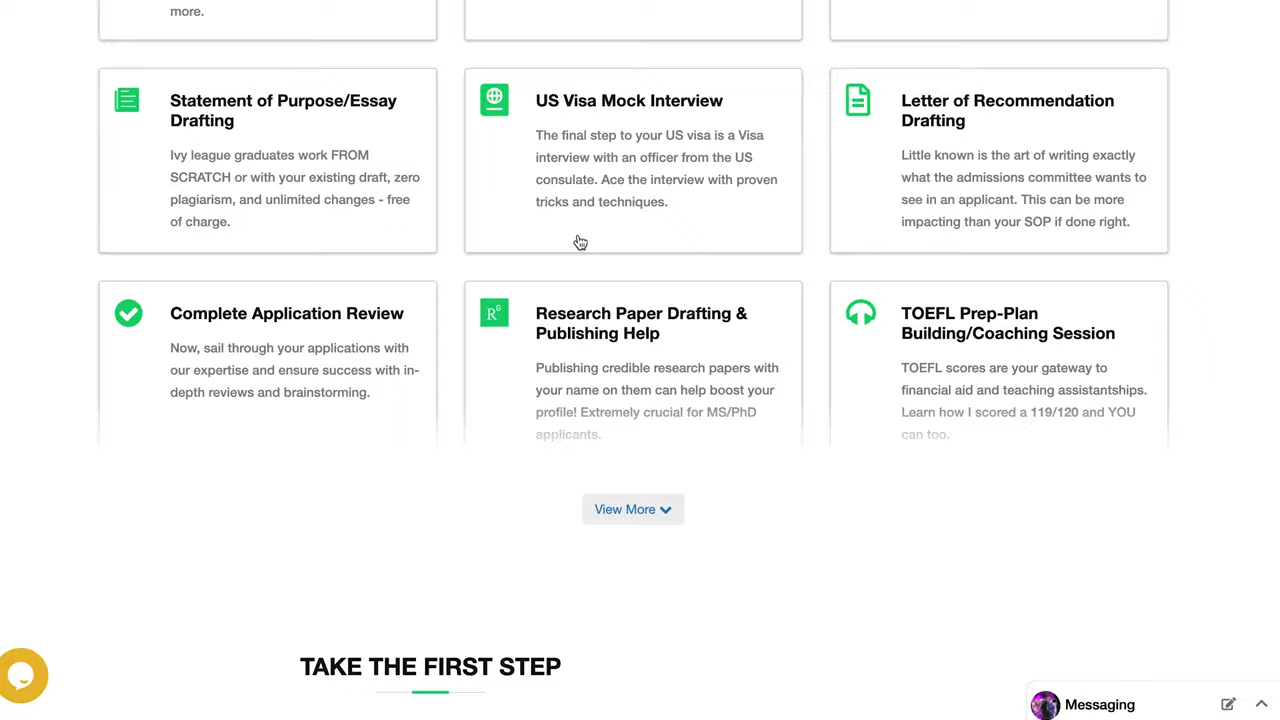 more.
Statement of Purpose/Essay
Drafting
Ivy league graduates work FROM
SCRATCH or with your existing draft, zero
plagiarism, and unlimited changes - free
of charge.
US Visa Mock Interview
The final step to your US visa is a Visa
interview with an officer from the US
consulate. Ace the interview with proven
tricks and techniques.
Letter of Recommendation
Drafting
Little known is the art of writing exactly
what the admissions committee wants to
see in an applicant. This can be more
impacting than your SOP if done right.
Complete Application Review
Now, sail through your applications with
our expertise and ensure success with in-
depth reviews and brainstorming.
RG
Research Paper Drafting &
Publishing Help
Publishing credible research papers with
your name on them can help boost your
profile! Extremely crucial for MS/PhD
applicants.
TOEFL Prep-Plan
Building/Coaching Session
TOEFL scores are your gateway to
financial aid and teaching assistantships.
Learn how I scored a 119/120 and YOU
can too.
View More
TAKE THE FIRST STEP
Messaging